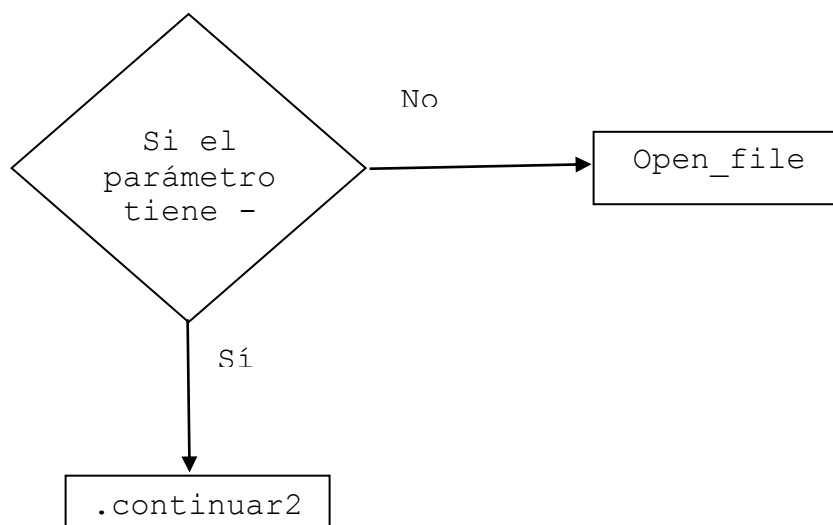 No
Si el
parámetro
tiene -
Open_file
Sí
.continuar2